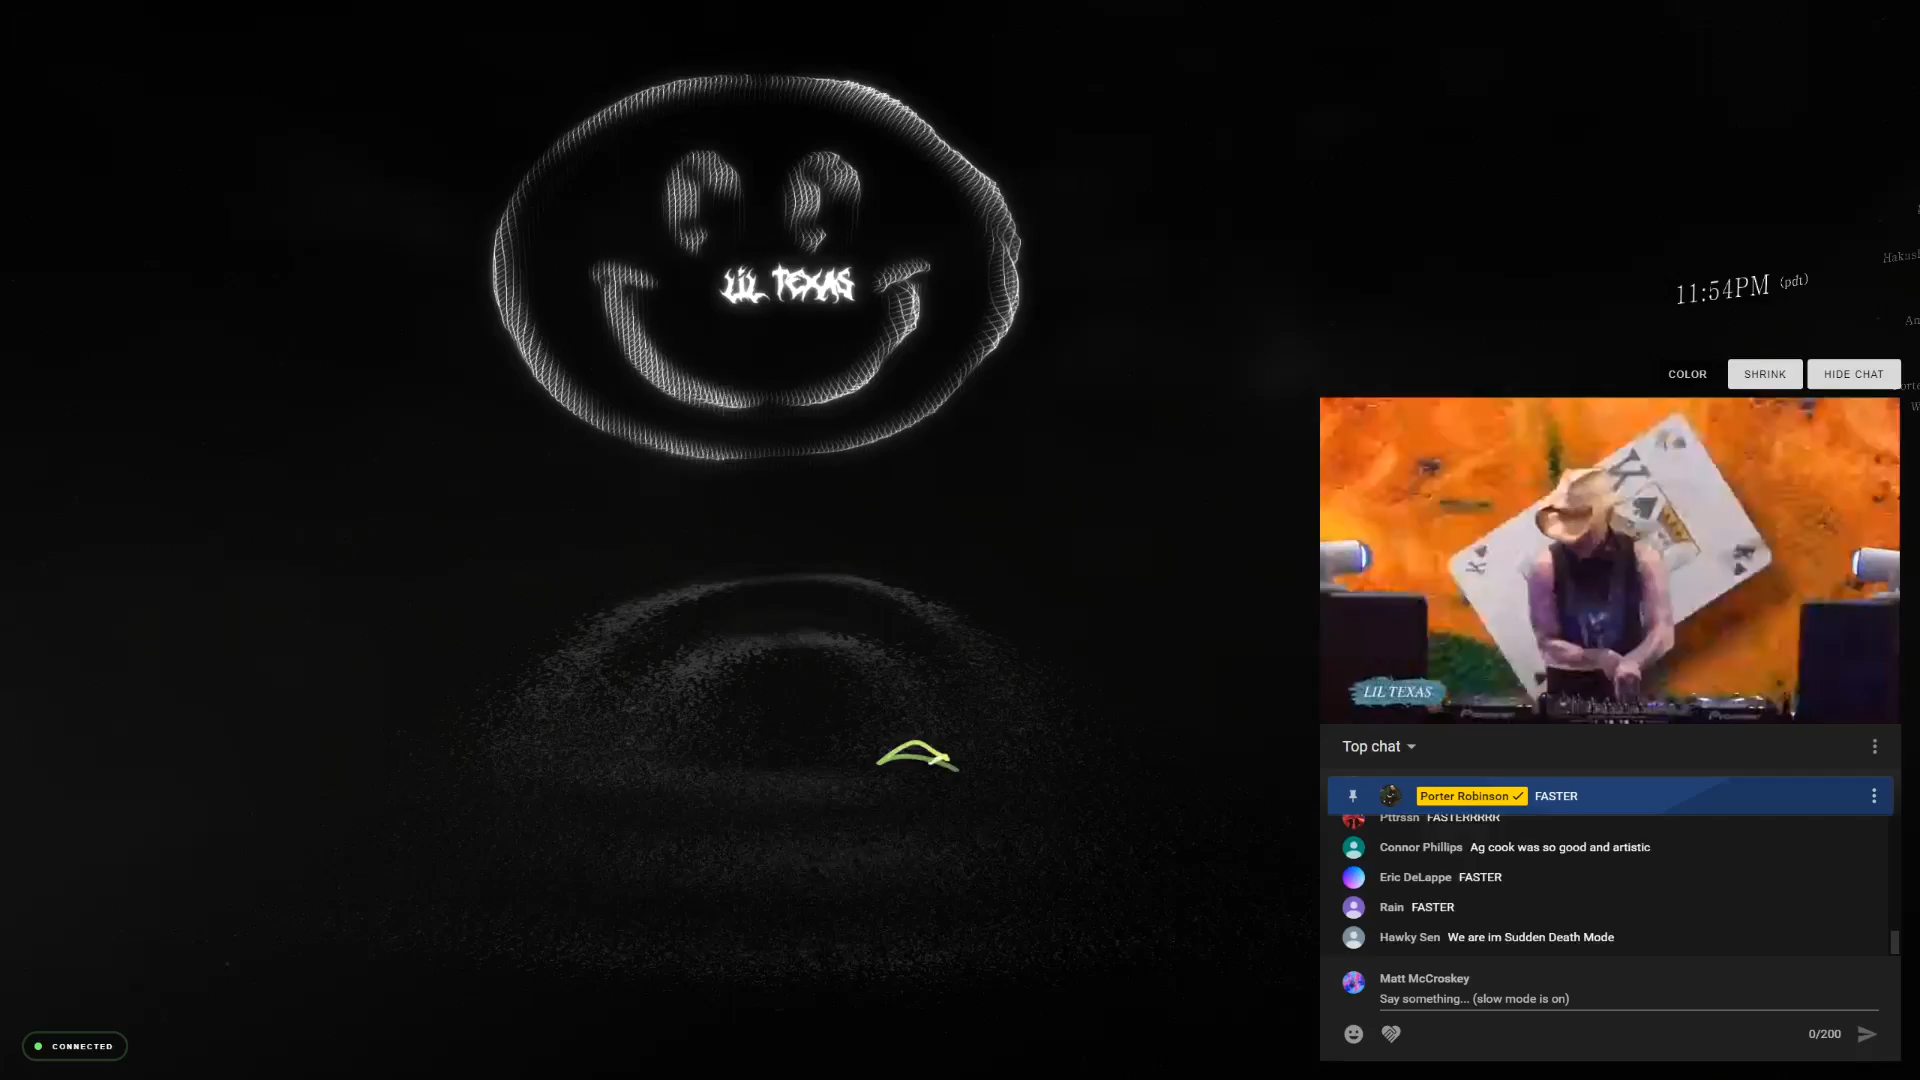 LIL TEXAS
11:54PM (pdt)
COLOR
SHRINK
HIDE CHAT
LIL TEXAS
Top chat
Porter Robinson FASTER
Pttrssn FASTERRRRR
Connor Phillips Ag cook was so good and artistic
Eric DeLappe FASTER
Rain FASTER
Hawky Sen We are im Sudden Death Mode
Matt McCroskey
Say something... (slow mode is on)
0/200
CONNECTED